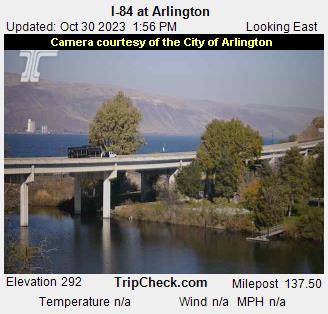 I-84 at Arlington
Updated: Oct 30 2023 1:56 PM Looking East
Camera courtesy of the City of Arlington
Elevation 292 TripCheck.com Milepost 137.50
Temperature n/a Wind n/a MPH n/a